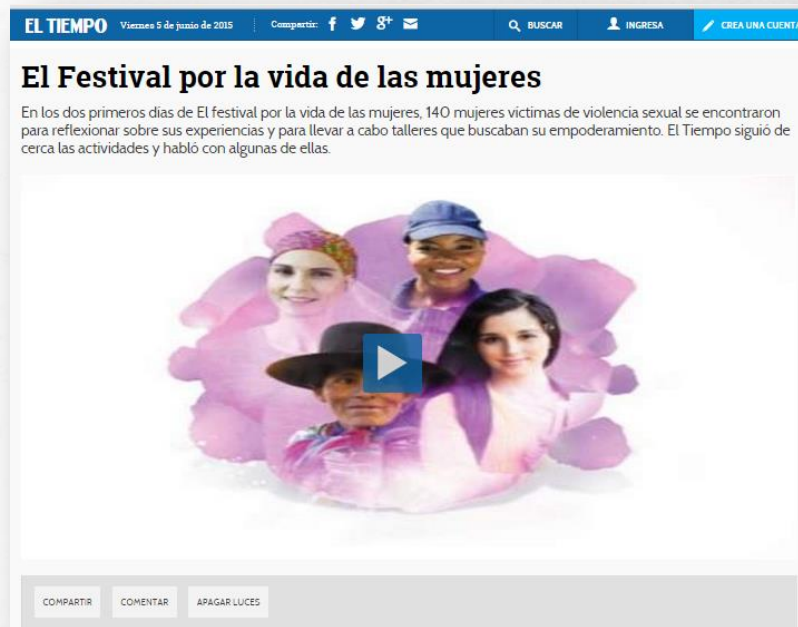 EL TIEMPO Viernes 5 de junio de 2015 Compartir: BUSCAR INGRESA CREA UNA CUENTA
El Festival por la vida de las mujeres
En los dos primeros días de El festival por la vida de las mujeres, 140 mujeres víctimas de violencia sexual se encontraron
para reflexionar sobre sus experiencias y para llevar a cabo talleres que buscaban su empoderamiento. El Tiempo siguió de
cerca las actividades y habló con algunas de ellas.
COMPARTIR COMENTAR APAGAR LUCES